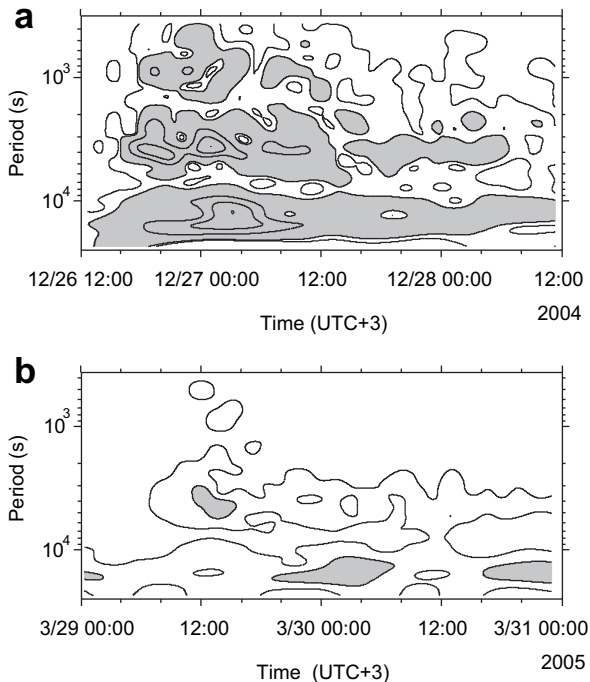 a
10³
10⁴
Period (s)
12/26 12:00 12/27 00:00 12:00 12/28 00:00 12:00
2004
Time (UTC+3)
b
10³
10⁴
Period (s)
3/29 00:00 12:00 3/30 00:00 12:00 3/31 00:00
2005
Time (UTC+3)